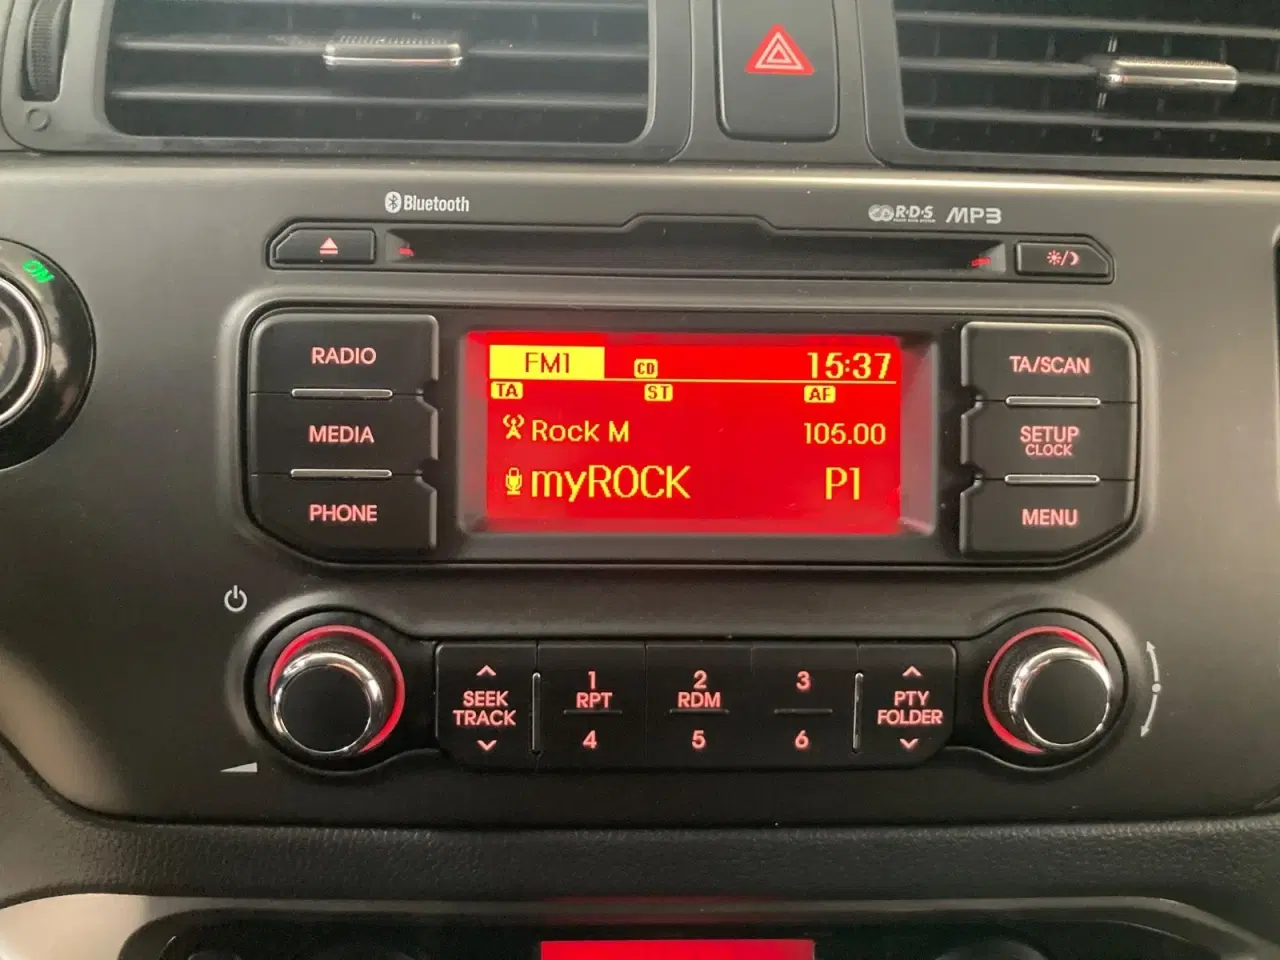 Bluetooth
R·D·S MP3
ON
RADIO
MEDIA
PHONE
FM1 CD 15:37
TA ST AF
Rock M 105.00
myROCK P1
TA/SCAN
SETUP
CLOCK
MENU
SEEK
TRACK
1
RPT
4
2
RDM
5
3
6
PTY
FOLDER